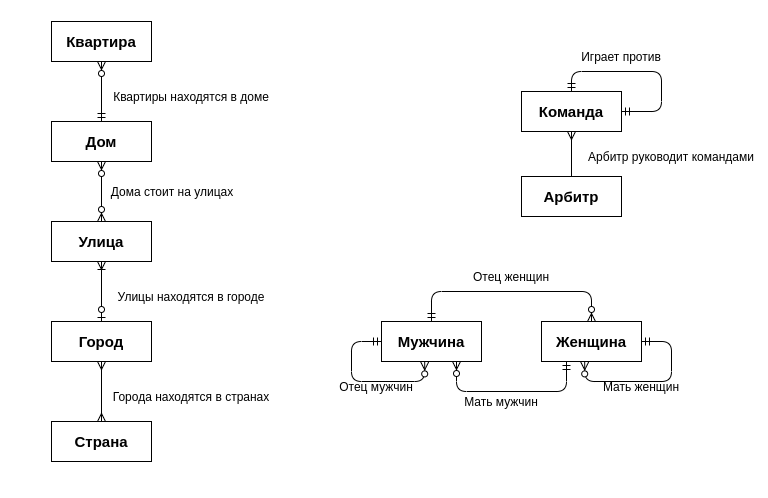 Квартира
Квартиры находятся в доме
Дом
Дома стоит на улицах
Улица
Улицы находятся в городе
Город
Города находятся в странах
Страна
Играет против
Команда
Арбитр руководит командами
Арбитр
Отец женщин
Мужчина
Женщина
Отец мужчин
Мать женщин
Мать мужчин